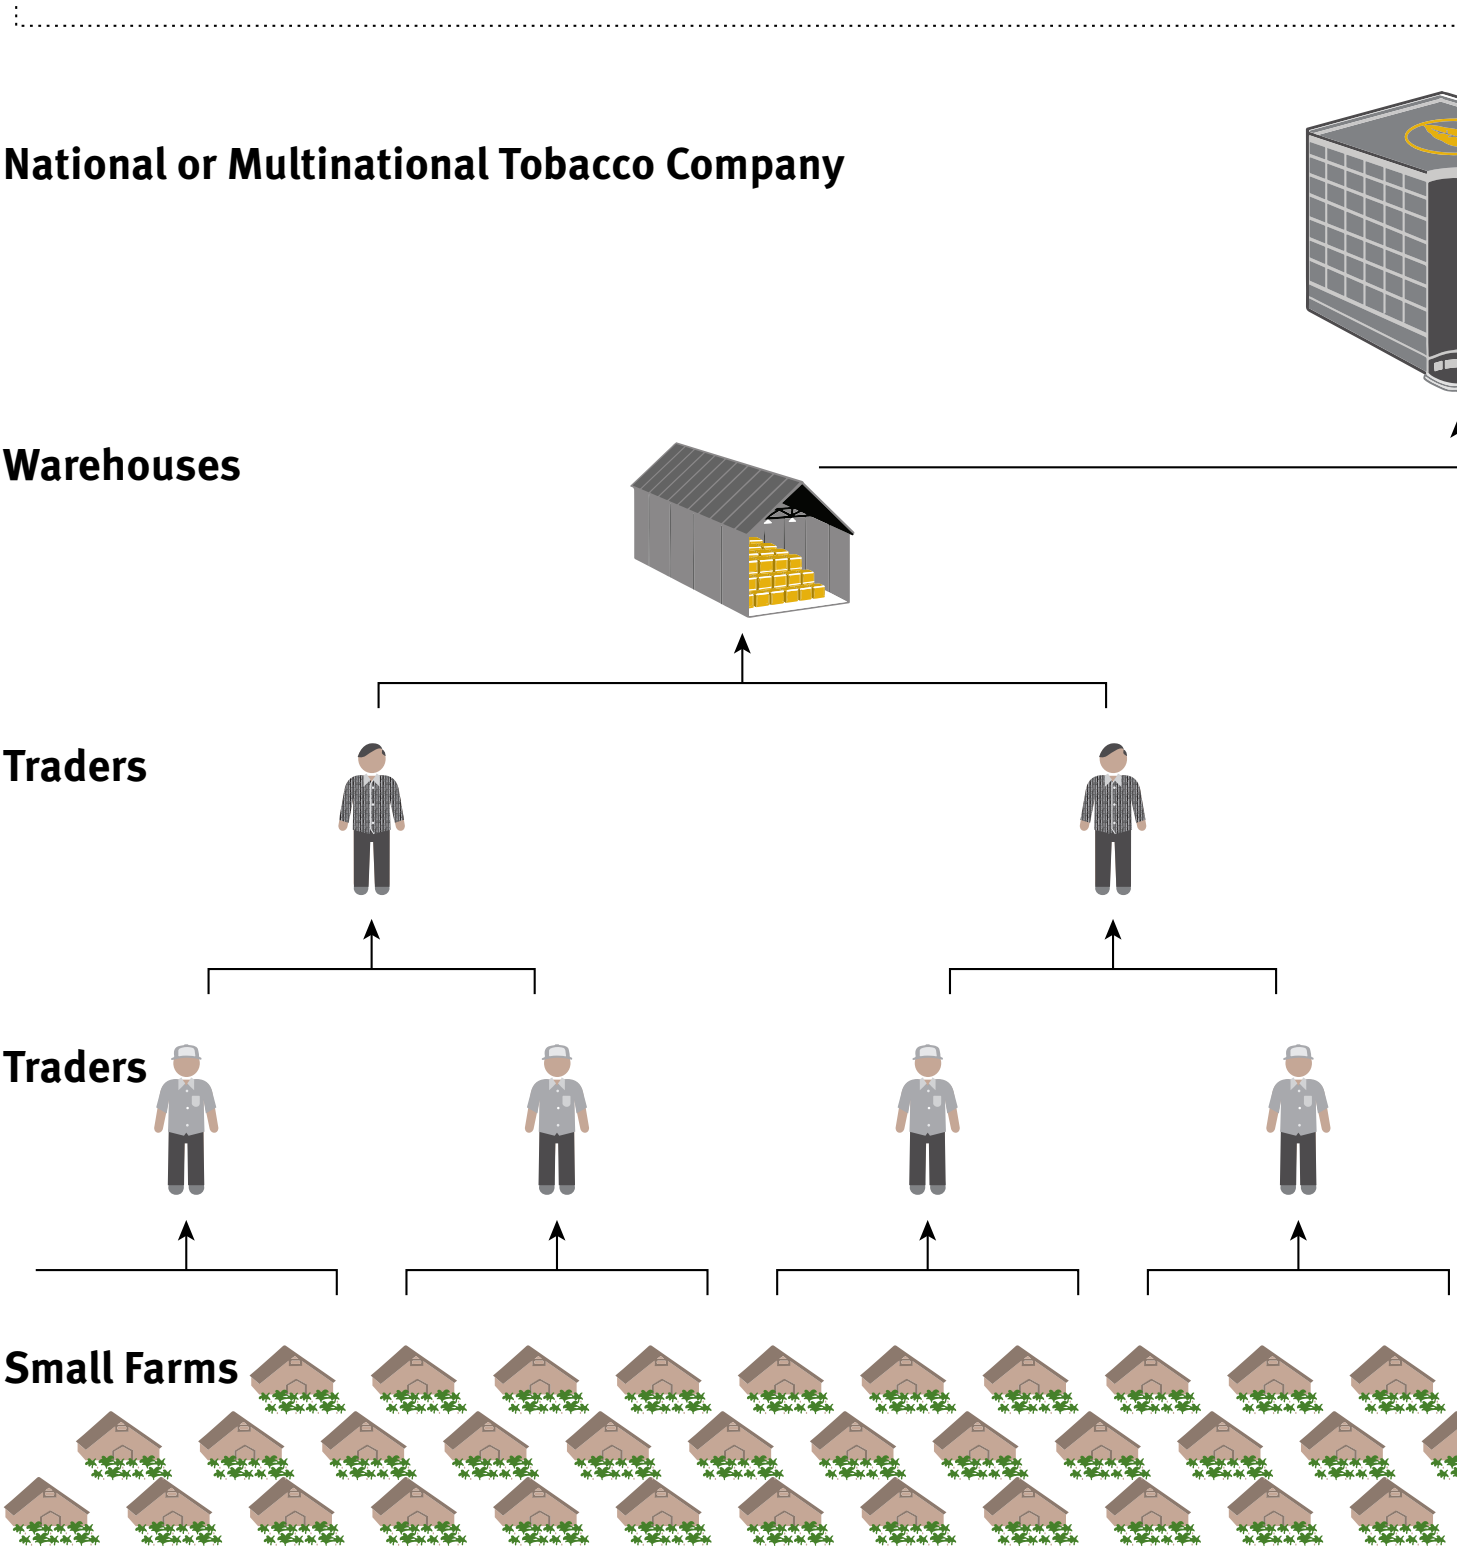 National or Multinational Tobacco Company
Warehouses
Traders
Traders
Small Farms